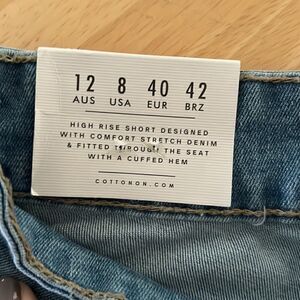 12 8 40 42
AUS USA EUR BRZ
HIGH RISE SHORT DESIGNED
WITH COMFORT STRETCH DENIM
& FITTED THROUGH THE SEAT
WITH A CUFFED HEM
COTTONON.COM